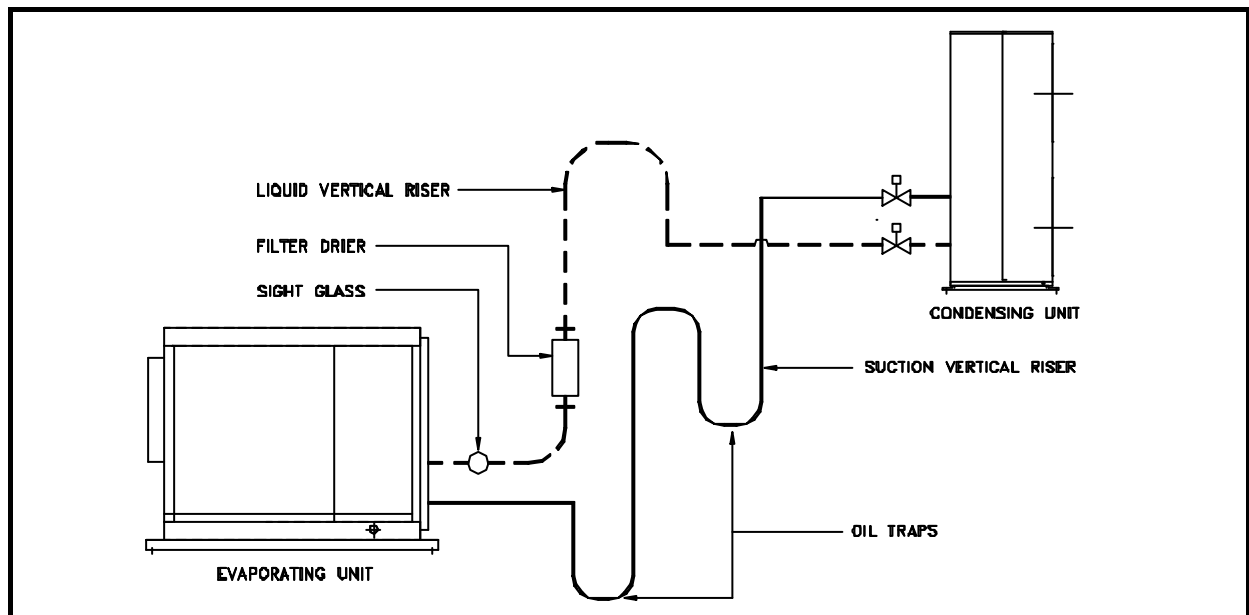 LIQUID VERTICAL RISER
FILTER DRIER
SIGHT GLASS
CONDENSING UNIT
SUCTION VERTICAL RISER
OIL TRAPS
EVAPORATING UNIT